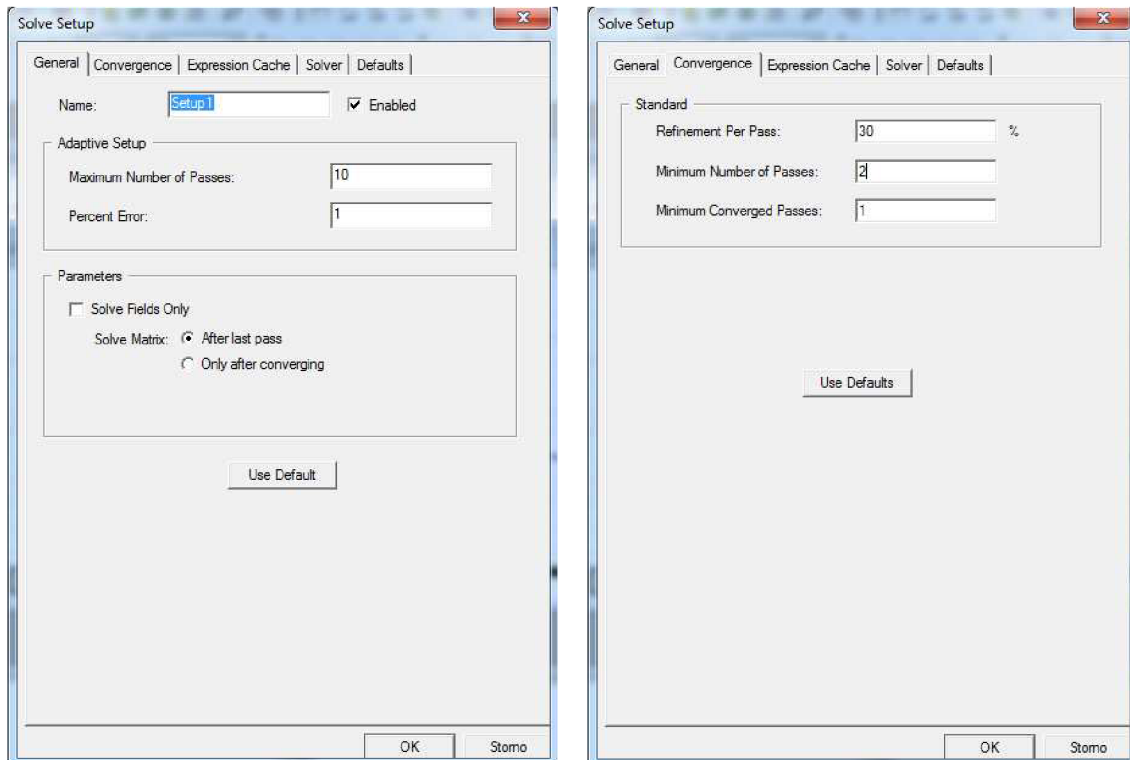 Solve Setup
General Convergence Expression Cache Solver Defaults
Name: Setup1 Enabled
Adaptive Setup
Maximum Number of Passes: 10
Percent Error: 1
Parameters
Solve Fields Only
Solve Matrix: After last pass
Only after converging
Use Default
OK Storno
Solve Setup
General Convergence Expression Cache Solver Defaults
Standard
Refinement Per Pass: 30 %
Minimum Number of Passes: 2
Minimum Converged Passes: 1
Use Defaults
OK Storno